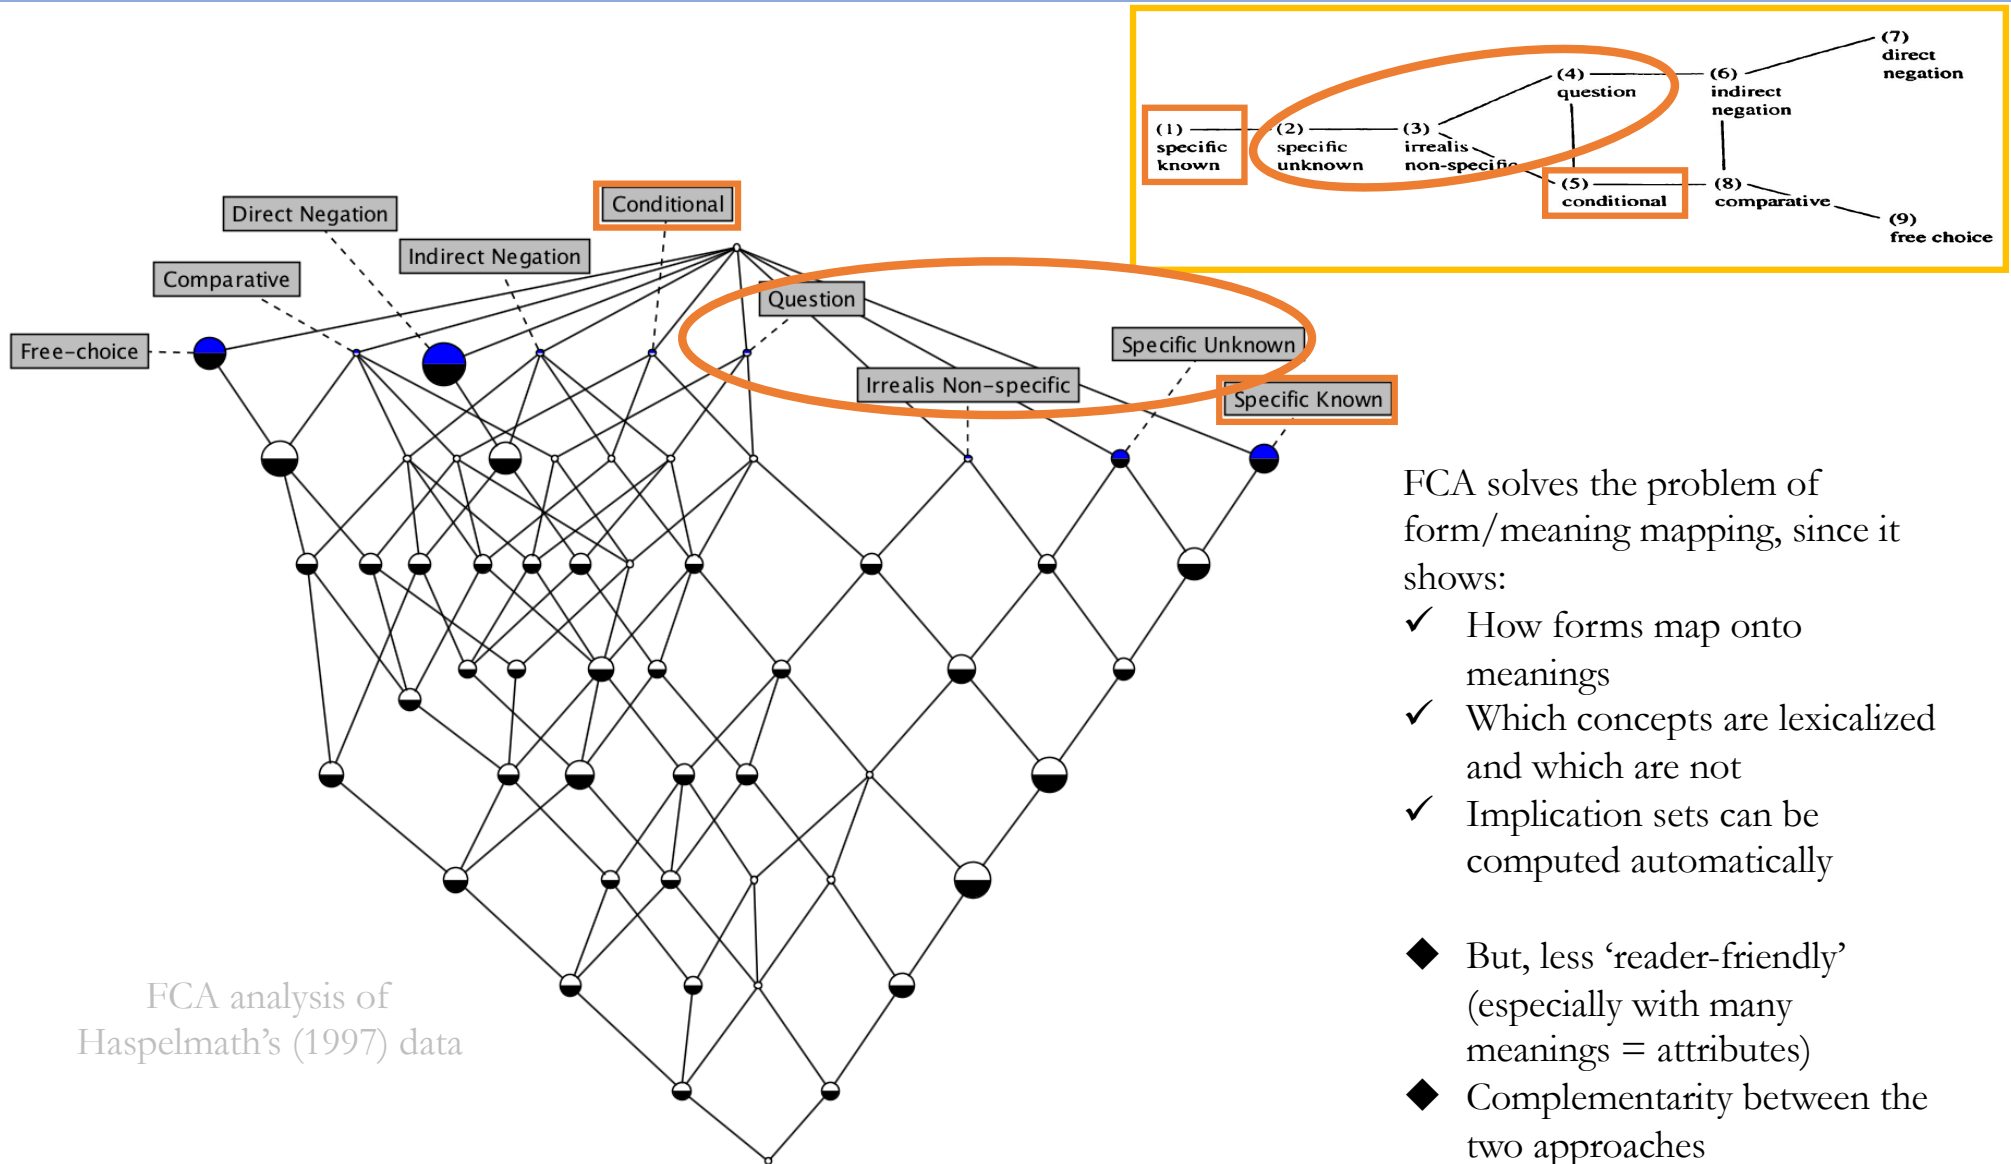 (7)
direct
negation
(4)
question
(6)
indirect
negation
(1)
specific
known
(2)
specific
unknown
(3)
irrealis
non-specific
(5)
conditional
(8)
comparative
(9)
free choice
Conditional
Direct Negation
Indirect Negation
Comparative
Question
Free-choice
Specific Unknown
Irrealis Non-specific
Specific Known
FCA solves the problem of
form/meaning mapping, since it
shows:
✓ How forms map onto
meanings
✓ Which concepts are lexicalized
and which are not
✓ Implication sets can be
computed automatically
◆ But, less ‘reader-friendly’
(especially with many
meanings = attributes)
◆ Complementarity between the
two approaches
FCA analysis of
Haspelmath’s (1997) data